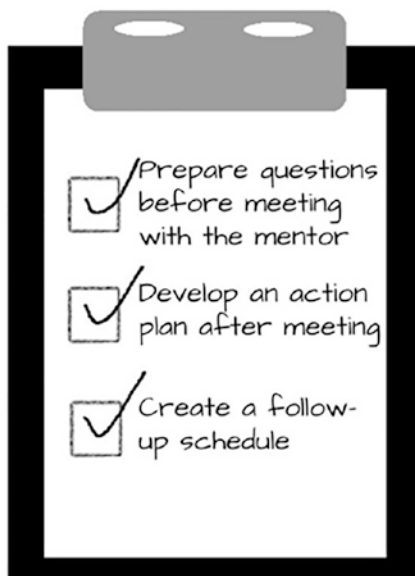 Prepare questions
before meeting
with the mentor
Develop an action
plan after meeting
Create a follow-
up schedule